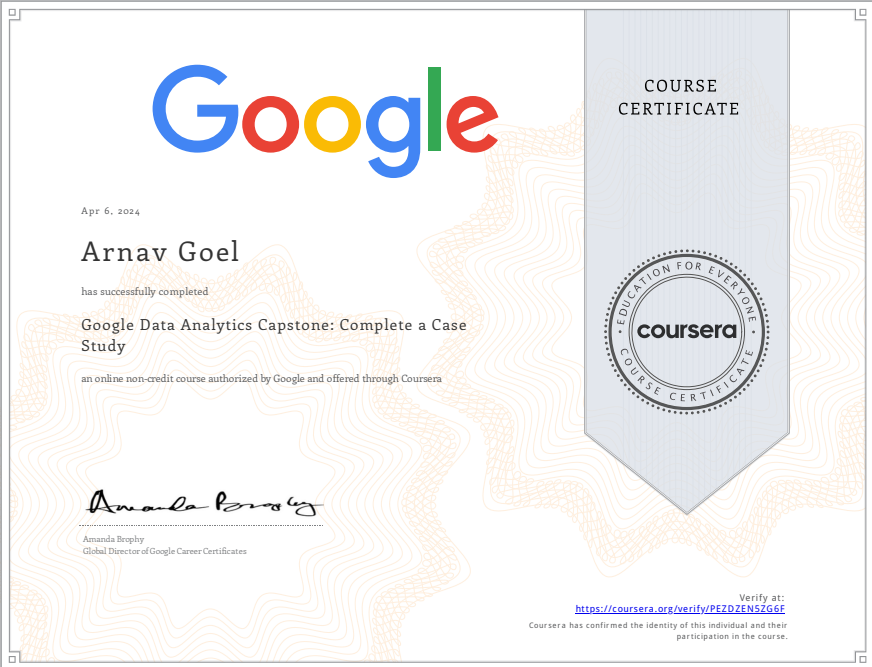 Google
COURSE
CERTIFICATE
Apr 6, 2024
Arnav Goel
has successfully completed
Google Data Analytics Capstone: Complete a Case
Study
an online non-credit course authorized by Google and offered through Coursera
EDUCATION FOR EVERYONE
coursera
COURSE CERTIFICATE
Amanda Brophy
Amanda Brophy
Global Director of Google Career Certificates
Verify at:
https://coursera.org/verify/PEZDZEN5ZG6F
Coursera has confirmed the identity of this individual and their
participation in the course.